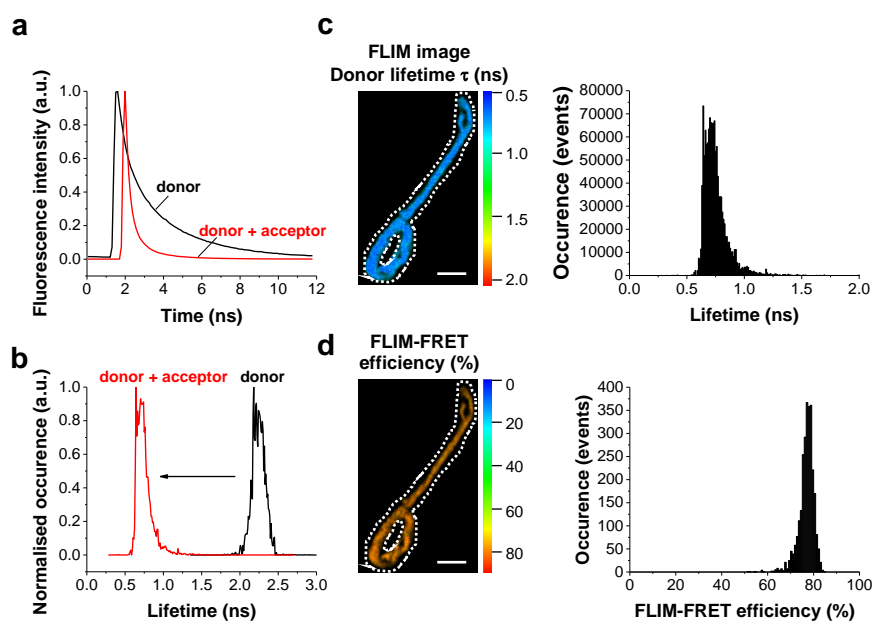 a
Fluorescence intensity (a.u.)
1.0
0.8
0.6
0.4
0.2
0.0
donor
donor + acceptor
0 2 4 6 8 10 12
Time (ns)
b
Normalised occurence (a.u.)
donor + acceptor donor
1.0
0.8
0.6
0.4
0.2
0.0
0.0 0.5 1.0 1.5 2.0 2.5 3.0
Lifetime (ns)
c
FLIM image
Donor lifetime τ (ns)
0.5
1.0
1.5
2.0
Occurence (events)
80000
70000
60000
50000
40000
30000
20000
10000
0
0.0 0.5 1.0 1.5 2.0
Lifetime (ns)
d
FLIM-FRET
efficiency (%)
0
20
40
60
80
Occurence (events)
400
350
300
250
200
150
100
50
0
0 20 40 60 80 100
FLIM-FRET efficiency (%)